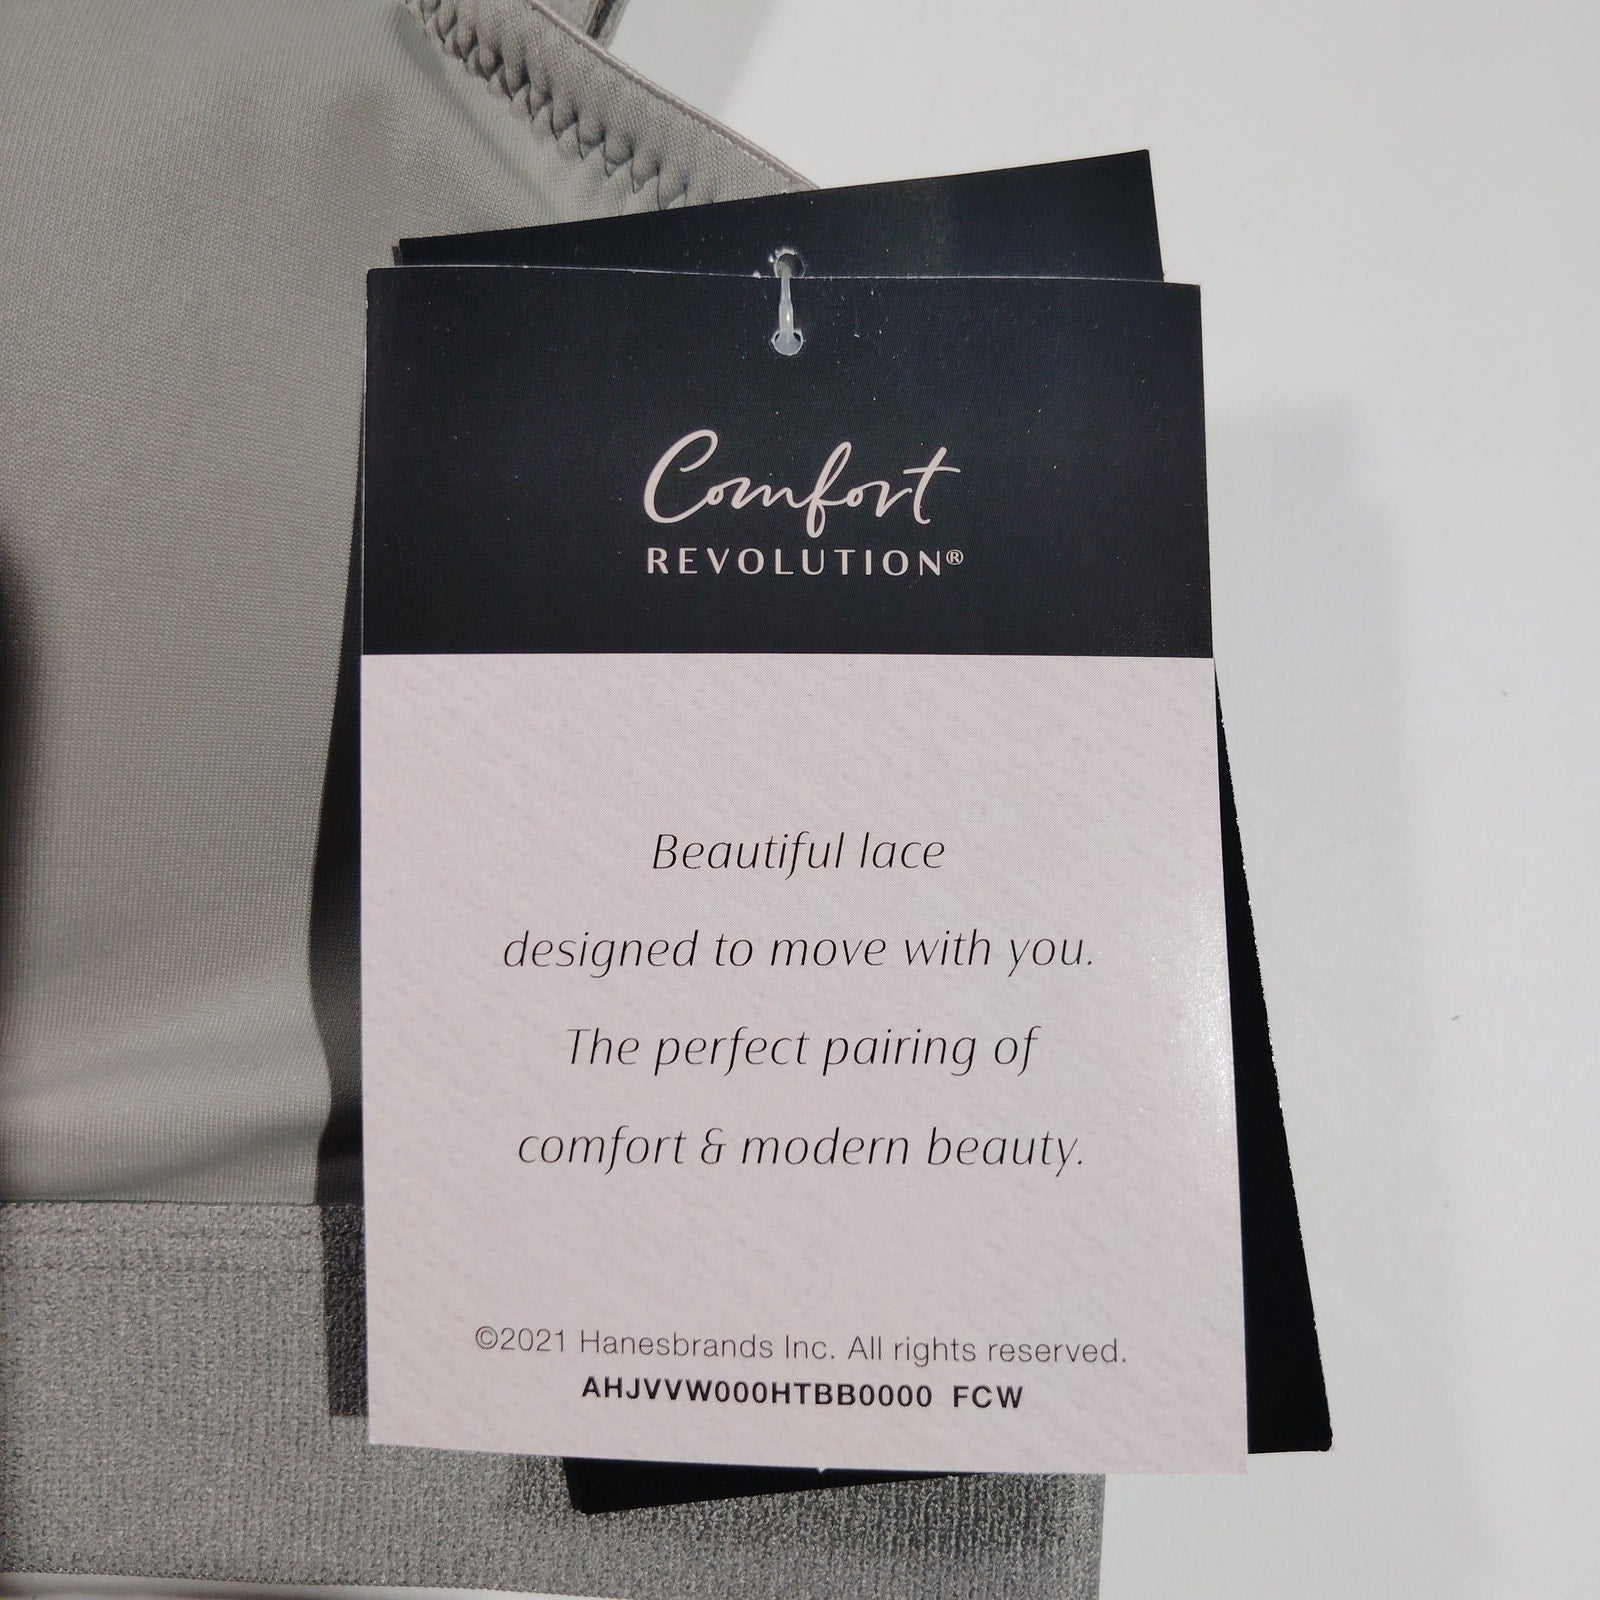 Comfort
REVOLUTION®
Beautiful lace
designed to move with you.
The perfect pairing of
comfort & modern beauty.
©2021 Hanesbrands Inc. All rights reserved.
AHJVVW000HTBB0000 FCW